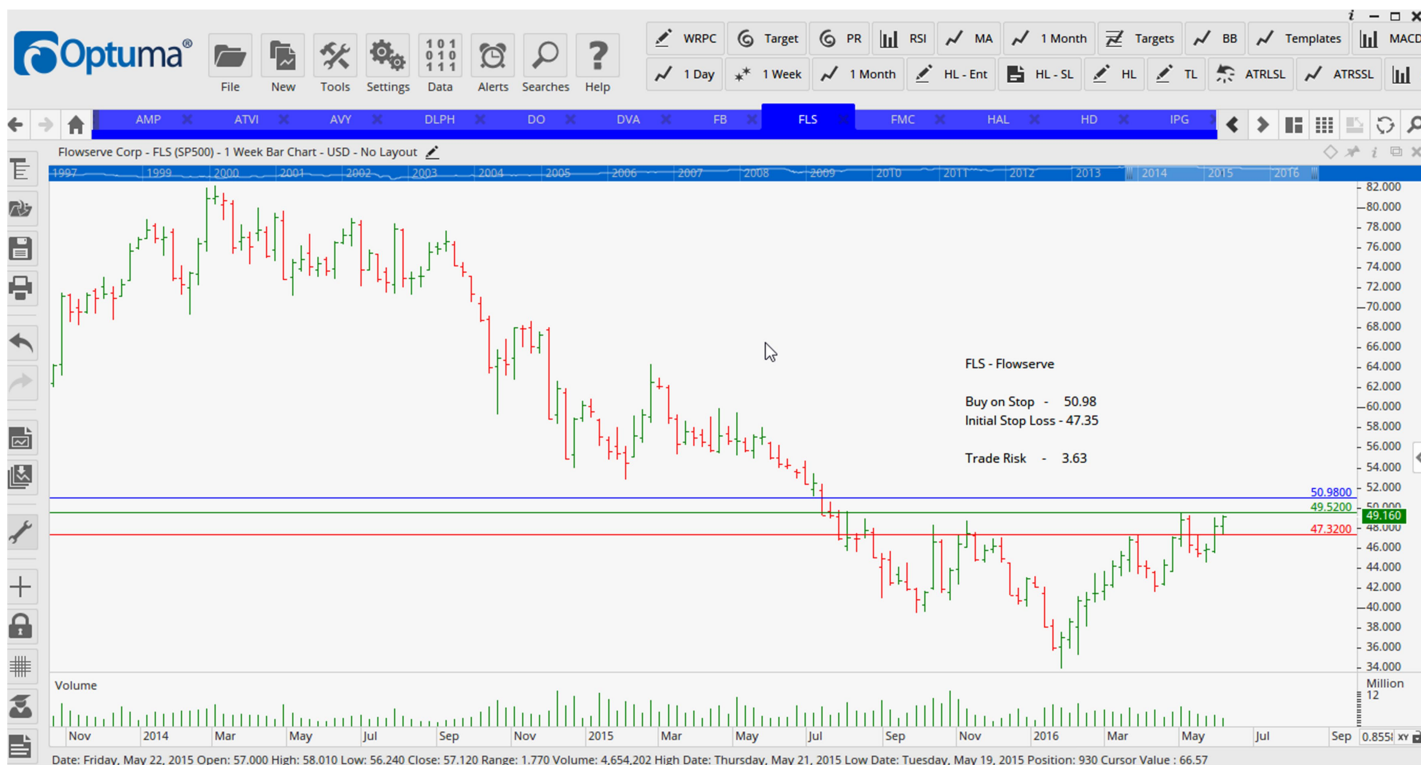 Optuma®
File New Tools Settings Data Alerts Searches Help
WRPC Target PR RSI MA 1 Month Targets BB Templates MACD
1 Day 1 Week 1 Month HL - Ent HL - SL HL TL ATRLSL ATRSSL
AMP ATVI AVY DLPH DO DVA FB FLS FMC HAL HD IPG
Flowserve Corp - FLS (SP500) - 1 Week Bar Chart - USD - No Layout
1997 1999 2000 2001 2002 2003 2004 2005 2006 2007 2008 2009 2010 2011 2012 2013 2014 2015 2016
82.000
80.000
78.000
76.000
74.000
72.000
70.000
68.000
66.000
FLS - Flowserve
64.000
62.000
Buy on Stop - 50.98
60.000
Initial Stop Loss - 47.35
58.000
56.000
Trade Risk - 3.63
54.000
52.000
50.9800
50.000
49.5200
49.160
48.000
47.3200
46.000
44.000
42.000
40.000
38.000
36.000
34.000
Volume
Million
12
Nov 2014 Mar May Jul Sep Nov 2015 Mar May Jul Sep Nov 2016 Mar May Jul Sep 0.855 XY
Date: Friday, May 22, 2015 Open: 57.000 High: 58.010 Low: 56.240 Close: 57.120 Range: 1.770 Volume: 4,654,202 High Date: Thursday, May 21, 2015 Low Date: Tuesday, May 19, 2015 Position: 930 Cursor Value : 66.57